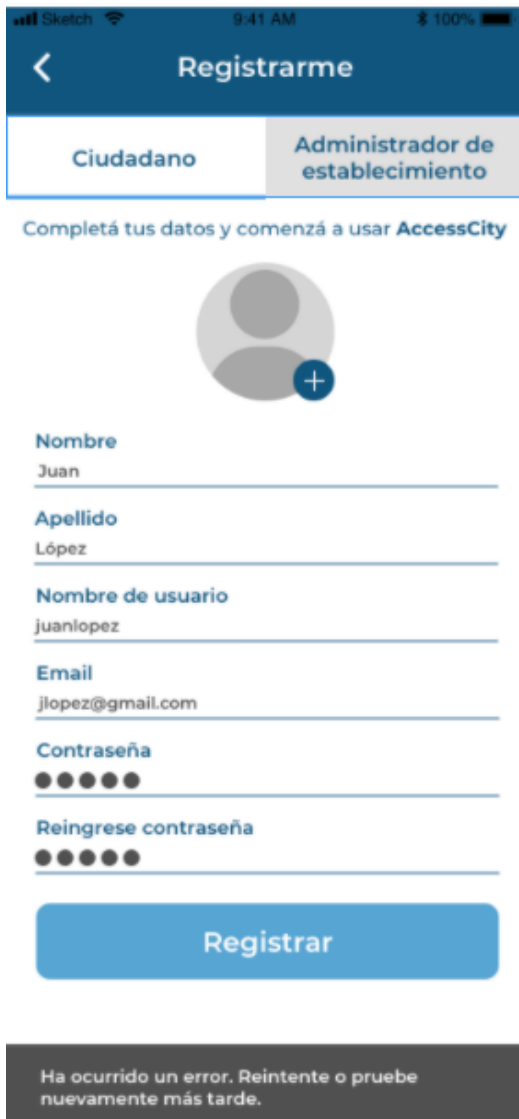 Sketch 9:41 AM 100%
Registrarme
Ciudadano
Administrador de
establecimiento
Completá tus datos y comenzá a usar AccessCity
Nombre
Juan
Apellido
López
Nombre de usuario
juanlopez
Email
jlopez@gmail.com
Contraseña
Reingrese contraseña
Registrar
Ha ocurrido un error. Reintente o pruebe
nuevamente más tarde.